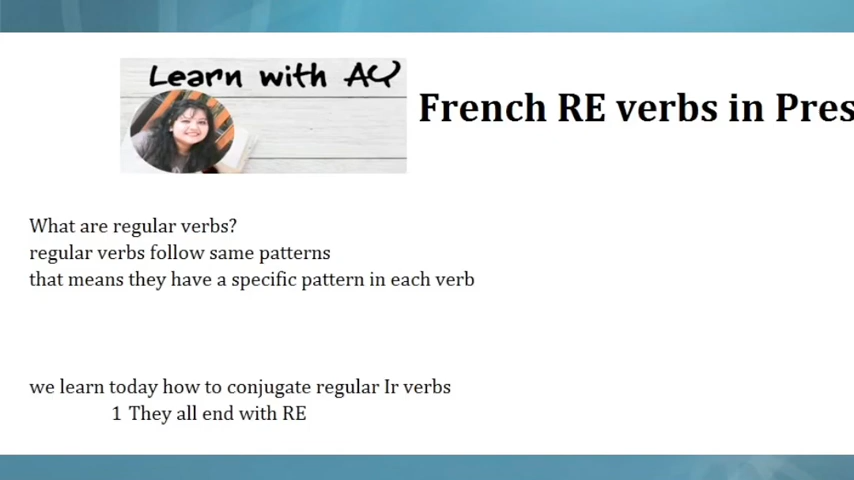 Learn with AQ
French RE verbs in Pres
What are regular verbs?
regular verbs follow same patterns
that means they have a specific pattern in each verb
we learn today how to conjugate regular Ir verbs
1 They all end with RE